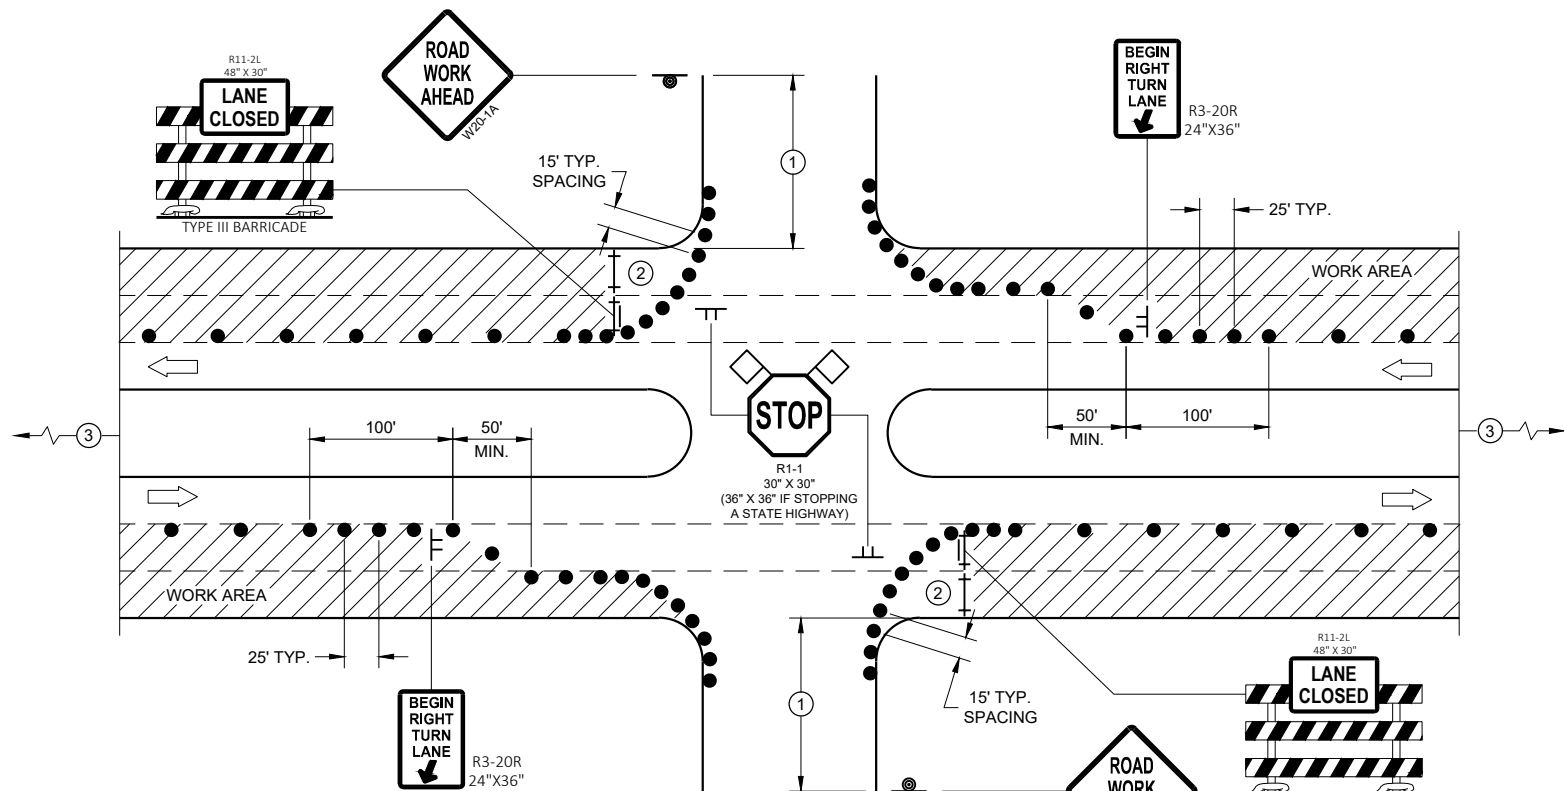 R11-2L
48" X 30"
LANE
CLOSED
TYPE III BARRICADE
ROAD
WORK
AHEAD
W20-1A
15' TYP.
SPACING
1
BEGIN
RIGHT
TURN
LANE
R3-20R
24"X36"
25' TYP.
2
WORK AREA
3
100'
50'
MIN.
STOP
R1-1
30" X 30"
(36" X 36" IF STOPPING
A STATE HIGHWAY)
50'
MIN.
100'
3
WORK AREA
2
25' TYP.
BEGIN
RIGHT
TURN
LANE
R3-20R
24"X36"
1
15' TYP.
SPACING
R11-2L
48" X 30"
LANE
CLOSED
ROAD
WORK